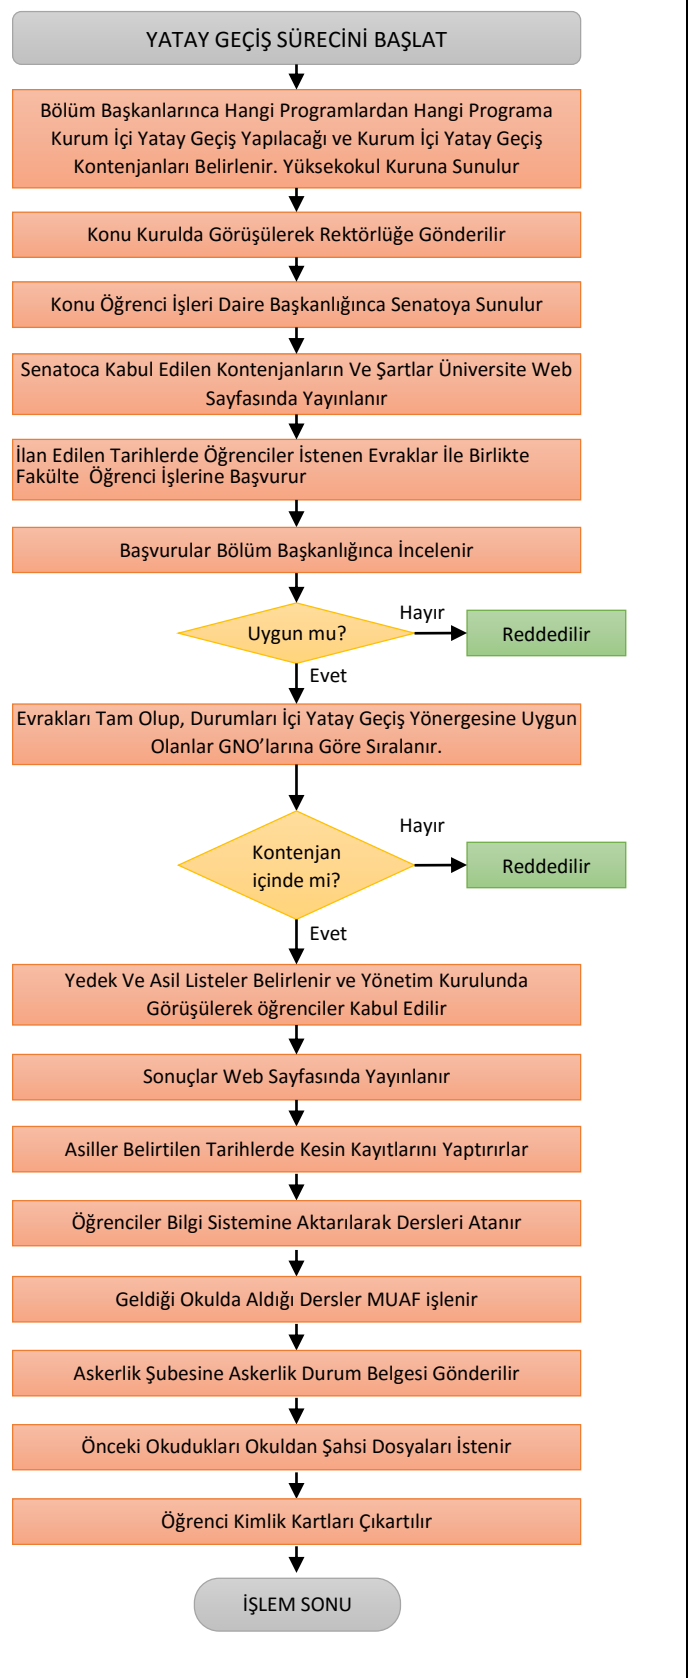 YATAY GEÇİŞ SÜRECİNİ BAŞLAT
Bölüm Başkanlarınca Hangi Programlardan Hangi Programa
Kurum İçi Yatay Geçiş Yapılacağı ve Kurum İçi Yatay Geçiş
Kontenjanları Belirlenir. Yüksekokul Kuruna Sunulur
Konu Kurulda Görüşülerek Rektörlüğe Gönderilir
Konu Öğrenci İşleri Daire Başkanlığınca Senatoya Sunulur
Senatoca Kabul Edilen Kontenjanların Ve Şartlar Üniversite Web
Sayfasında Yayınlanır
İlan Edilen Tarihlerde Öğrenciler İstenen Evraklar İle Birlikte
Fakülte  Öğrenci İşlerine Başvurur
Başvurular Bölüm Başkanlığınca İncelenir
Uygun mu?
Hayır
Reddedilir
Evet
Evrakları Tam Olup, Durumları İçi Yatay Geçiş Yönergesine Uygun
Olanlar GNO’larına Göre Sıralanır.
Kontenjan
içinde mi?
Hayır
Reddedilir
Evet
Yedek Ve Asil Listeler Belirlenir ve Yönetim Kurulunda
Görüşülerek öğrenciler Kabul Edilir
Sonuçlar Web Sayfasında Yayınlanır
Asiller Belirtilen Tarihlerde Kesin Kayıtlarını Yaptırırlar
Öğrenciler Bilgi Sistemine Aktarılarak Dersleri Atanır
Geldiği Okulda Aldığı Dersler MUAF işlenir
Askerlik Şubesine Askerlik Durum Belgesi Gönderilir
Önceki Okudukları Okuldan Şahsi Dosyaları İstenir
Öğrenci Kimlik Kartları Çıkartılır
İŞLEM SONU